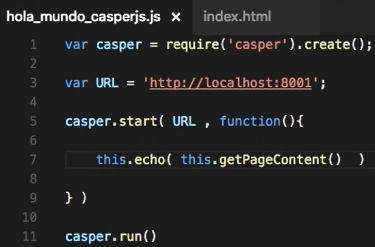 hola_mundo_casperjs.js × index.html
1 var casper = require('casper').create();
2
3 var URL = 'http://localhost:8001';
4
5 casper.start( URL , function(){
6
7 this.echo( this.getPageContent() )
8
9 } )
10
11 casper.run()